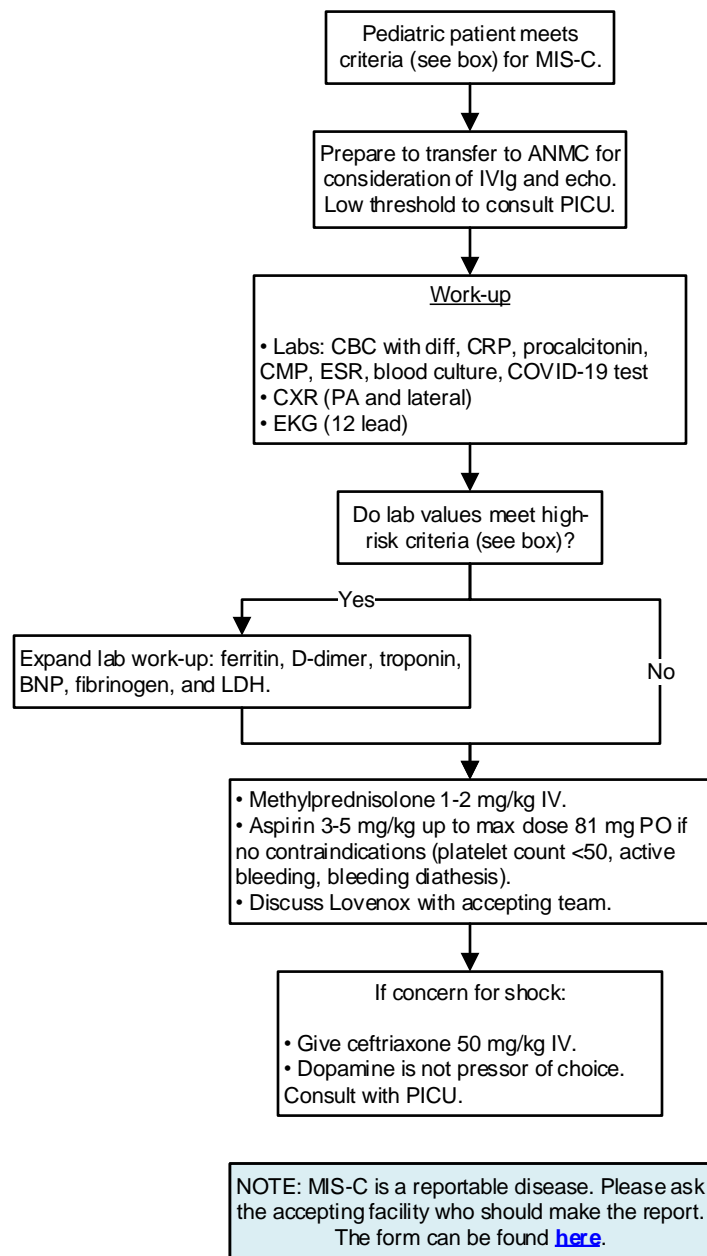 Pediatric patient meets
criteria (see box) for MIS-C.
Prepare to transfer to ANMC for
consideration of IVIg and echo.
Low threshold to consult PICU.
Work-up
• Labs: CBC with diff, CRP, procalcitonin,
CMP, ESR, blood culture, COVID-19 test
• CXR (PA and lateral)
• EKG (12 lead)
Do lab values meet high-
risk criteria (see box)?
Yes
No
Expand lab work-up: ferritin, D-dimer, troponin,
BNP, fibrinogen, and LDH.
• Methylprednisolone 1-2 mg/kg IV.
• Aspirin 3-5 mg/kg up to max dose 81 mg PO if
no contraindications (platelet count <50, active
bleeding, bleeding diathesis).
• Discuss Lovenox with accepting team.
If concern for shock:
• Give ceftriaxone 50 mg/kg IV.
• Dopamine is not pressor of choice.
Consult with PICU.
NOTE: MIS-C is a reportable disease. Please ask
the accepting facility who should make the report.
The form can be found here.